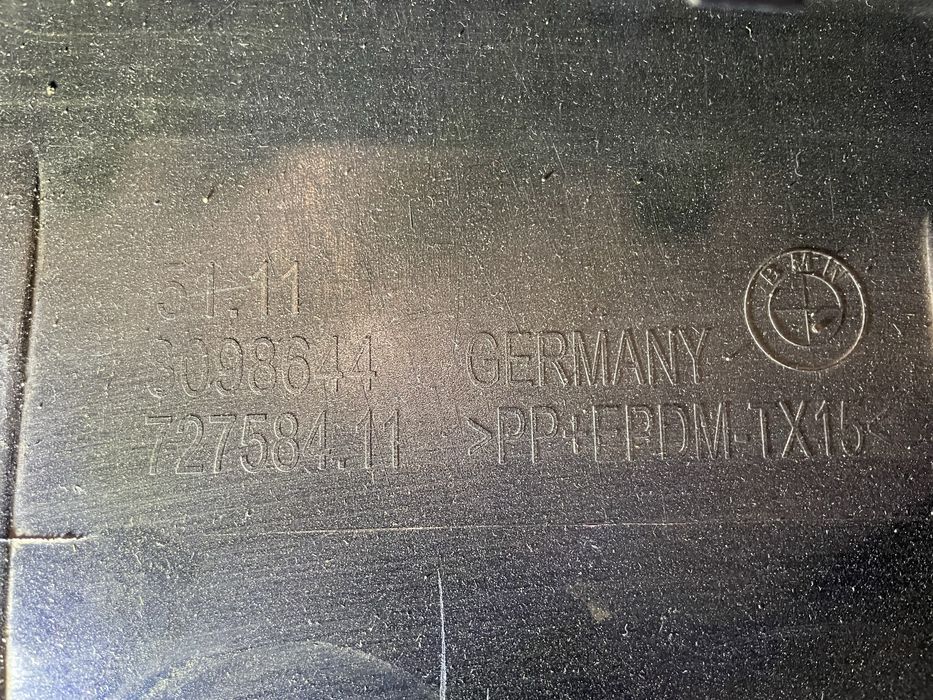 51.11
8098644
727584.11
BMW
GERMANY
>PP+EPDM-TX15<